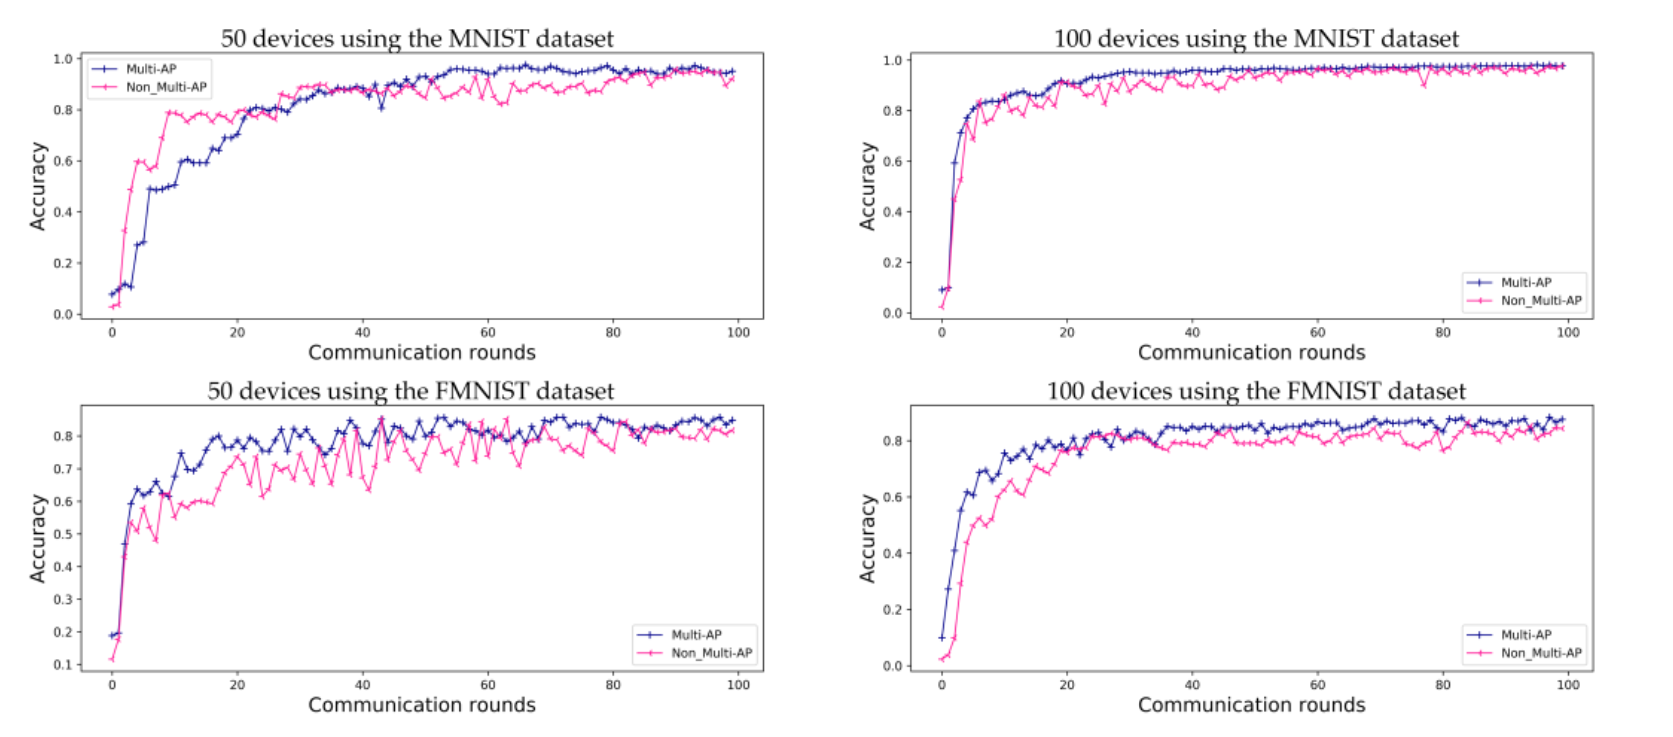 50 devices using the MNIST dataset
1.0
0.8
0.6
0.4
0.2
0.0
Accuracy
Multi-AP
Non_Multi-AP
0 20 40 60 80 100
Communication rounds
100 devices using the MNIST dataset
1.0
0.8
0.6
0.4
0.2
0.0
Accuracy
Multi-AP
Non_Multi-AP
0 20 40 60 80 100
Communication rounds
50 devices using the FMNIST dataset
0.8
0.7
0.6
0.5
0.4
0.3
0.2
0.1
Accuracy
Multi-AP
Non_Multi-AP
0 20 40 60 80 100
Communication rounds
100 devices using the FMNIST dataset
0.8
0.6
0.4
0.2
0.0
Accuracy
Multi-AP
Non_Multi-AP
0 20 40 60 80 100
Communication rounds